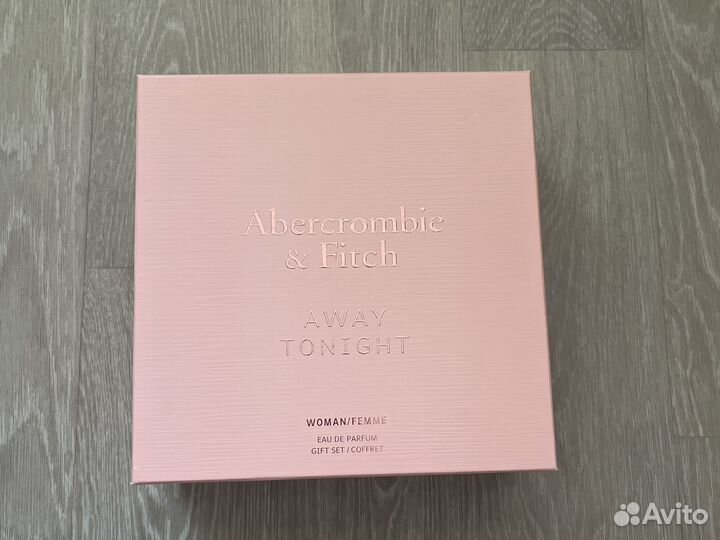 Abercrombie
& Fitch
AWAY
TONIGHT
WOMAN/FEMME
EAU DE PARFUM
GIFT SET / COFFRET
Avito